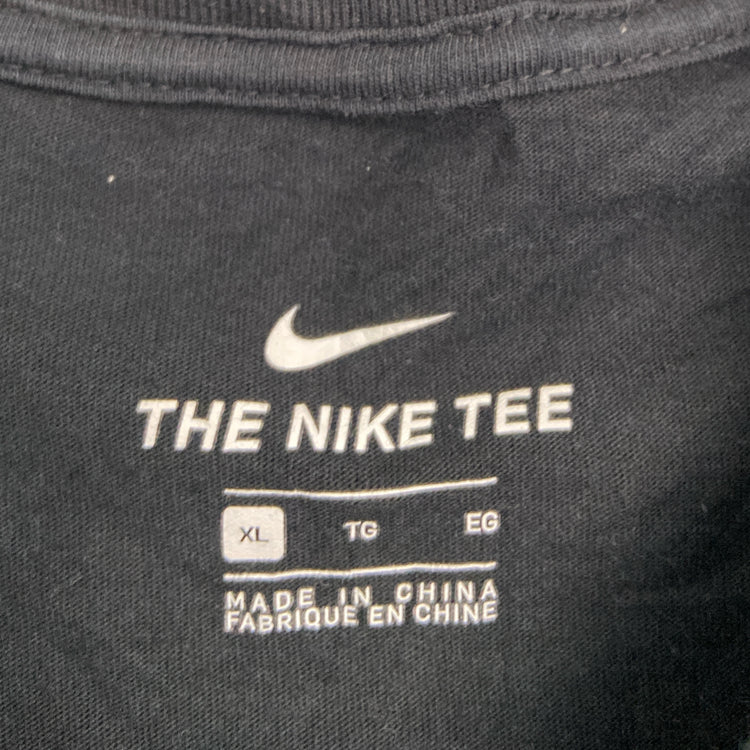 THE NIKE TEE
XL TG EG
MADE IN CHINA
FABRIQUE EN CHINE